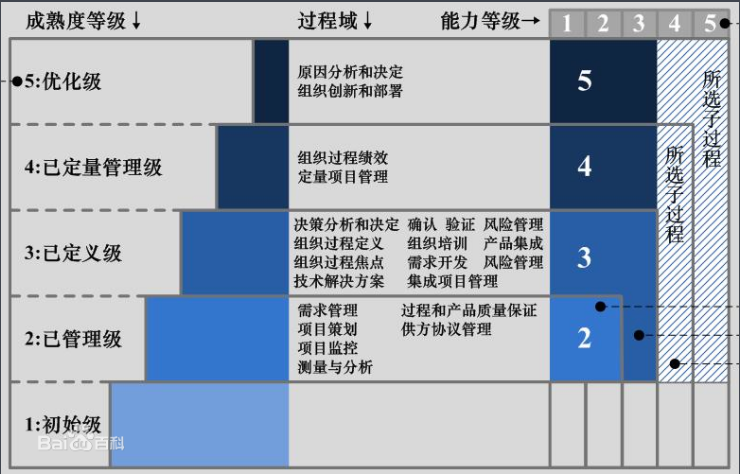 成熟度等级↓ 过程域↓ 能力等级→ 1 2 3 4 5
5:优化级
原因分析和决定
组织创新和部署
5
所选子过程
4:已定量管理级
组织过程绩效
定量项目管理
4
所选子过程
3:已定义级
决策分析和决定 确认 验证 风险管理
组织过程定义 组织培训 产品集成
组织过程焦点 需求开发 风险管理
技术解决方案 集成项目管理
3
2:已管理级
需求管理 过程和产品质量保证
项目策划 供方协议管理
项目监控
测量与分析
2
1:初始级
Bai百科